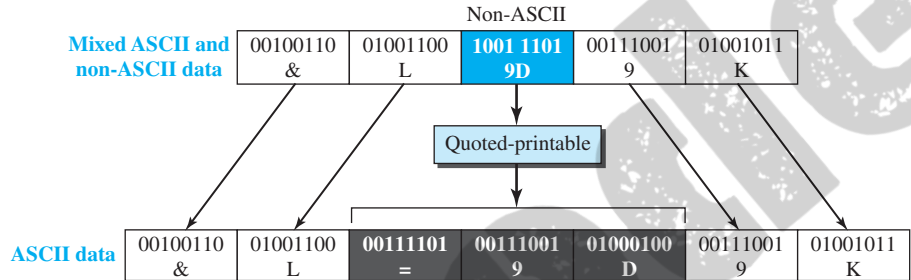 Non-ASCII
Mixed ASCII and
non-ASCII data
00100110 01001100 1001 1101 00111001 01001011
& L 9D 9 K
Quoted-printable
ASCII data
00100110 01001100 00111101 00111001 01000100 00111001 01001011
& L = 9 D 9 K